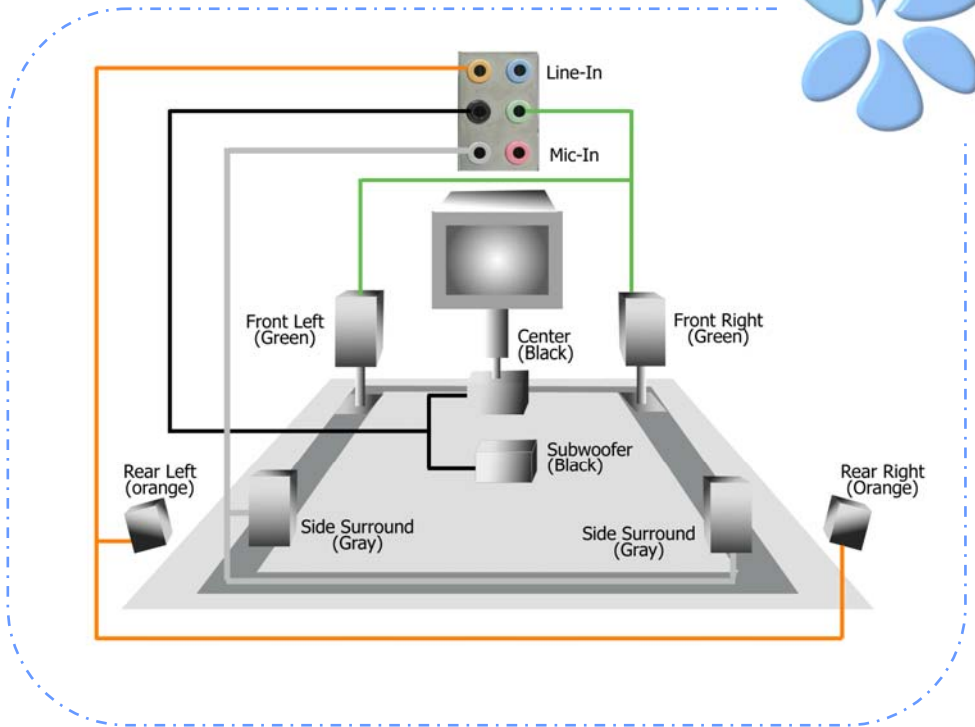 Line-In
Mic-In
Front Left
(Green)
Center
(Black)
Front Right
(Green)
Subwoofer
(Black)
Rear Left
(orange)
Rear Right
(Orange)
Side Surround
(Gray)
Side Surround
(Gray)